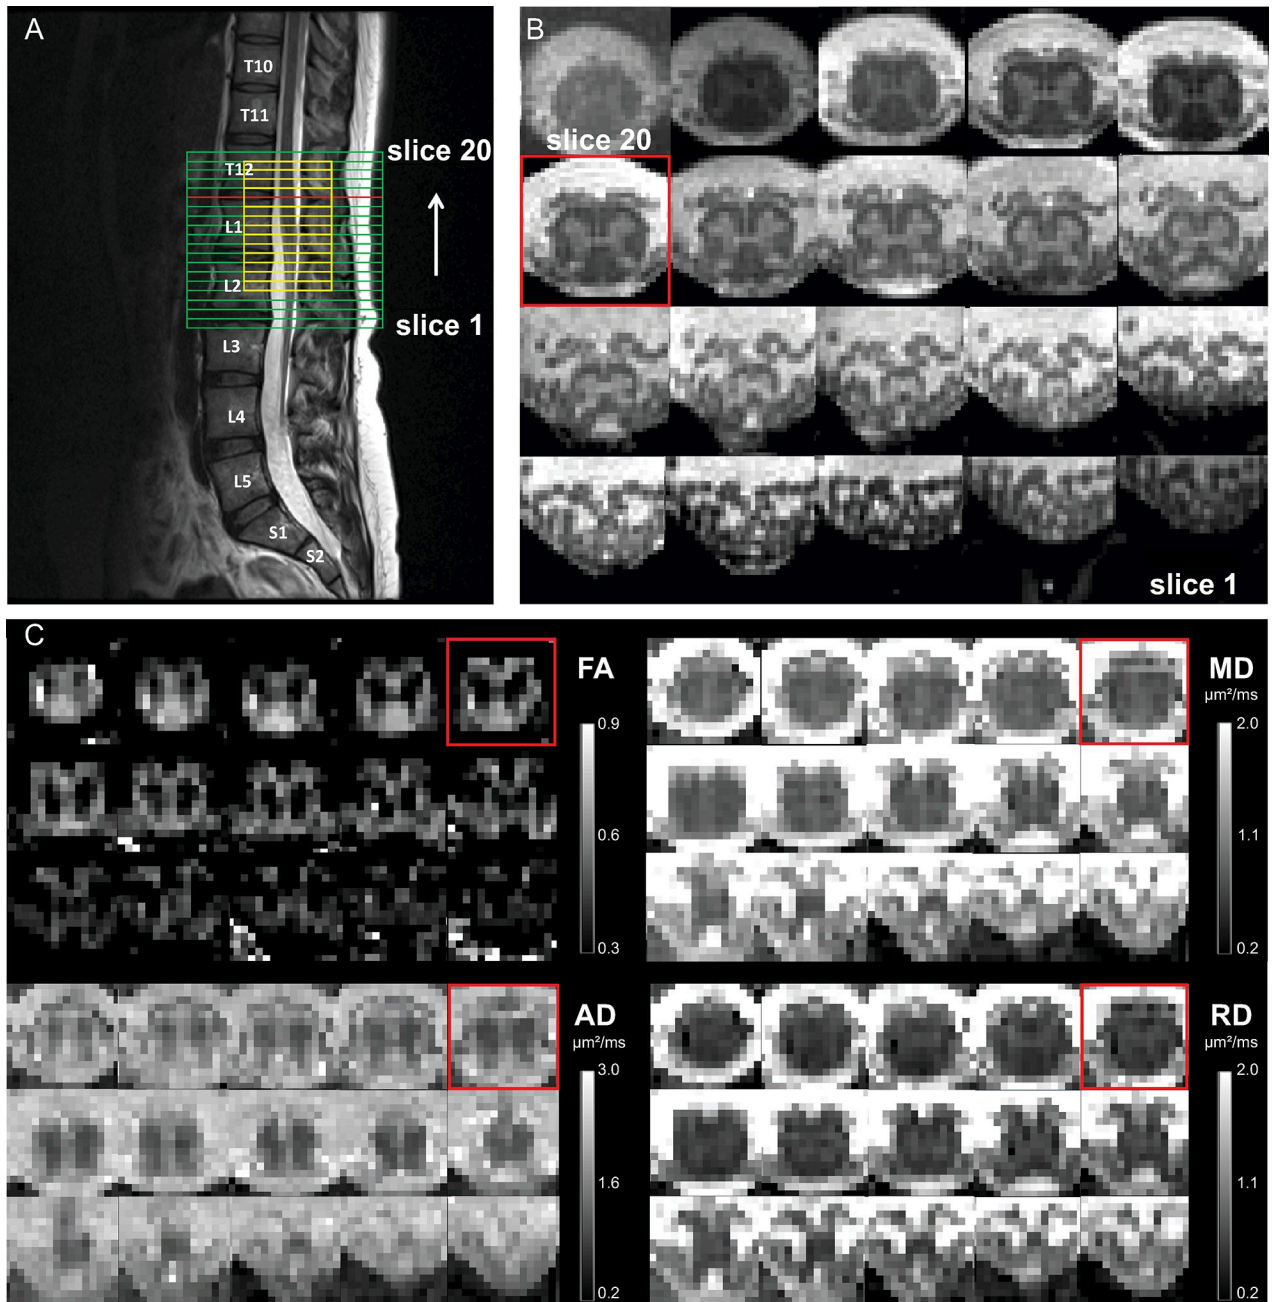 A
T10
T11
T12
L1
L2
L3
L4
L5
S1
S2
slice 20
slice 1
B
slice 20
slice 1
C
FA
0.9
0.6
0.3
MD
µm²/ms
2.0
1.1
0.2
AD
µm²/ms
3.0
1.6
0.2
RD
µm²/ms
2.0
1.1
0.2